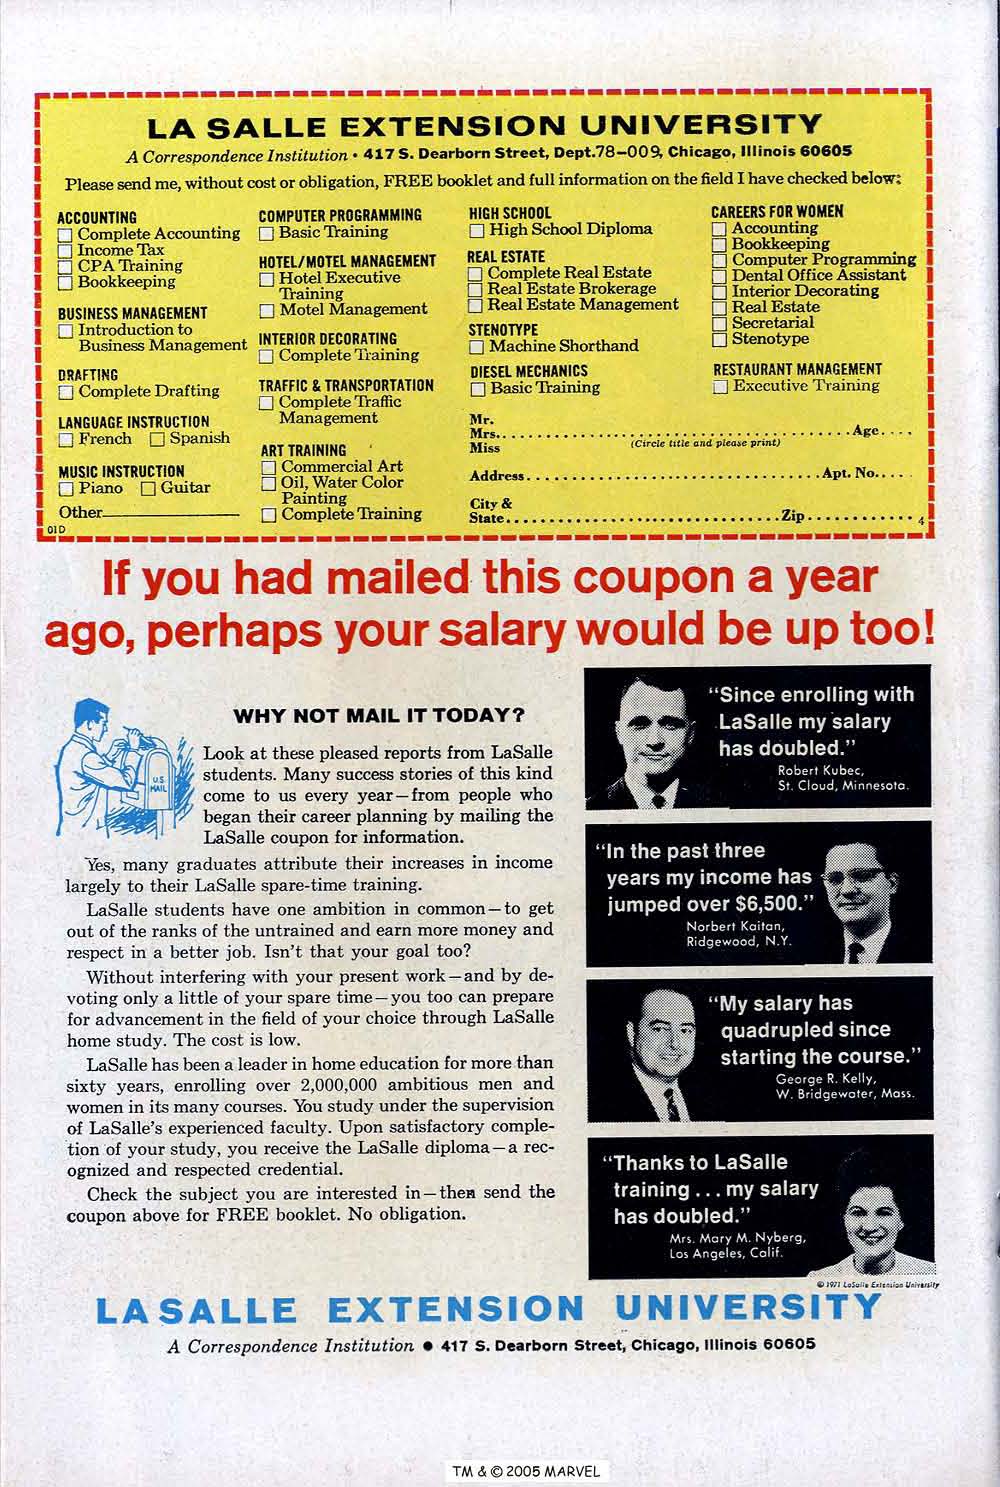 LA SALLE EXTENSION UNIVERSITY
A Correspondence Institution • 417 S. Dearborn Street, Dept.78-009, Chicago, Illinois 60605
Please send me, without cost or obligation, FREE booklet and full information on the field I have checked below:
ACCOUNTING
Complete Accounting
Income Tax
CPA Training
Bookkeeping
BUSINESS MANAGEMENT
Introduction to
Business Management
DRAFTING
Complete Drafting
LANGUAGE INSTRUCTION
French Spanish
MUSIC INSTRUCTION
Piano Guitar
Other
01D
COMPUTER PROGRAMMING
Basic Training
HOTEL/MOTEL MANAGEMENT
Hotel Executive
Training
Motel Management
INTERIOR DECORATING
Complete Training
TRAFFIC & TRANSPORTATION
Complete Traffic
Management
ART TRAINING
Commercial Art
Oil, Water Color
Painting
Complete Training
HIGH SCHOOL
High School Diploma
REAL ESTATE
Complete Real Estate
Real Estate Brokerage
Real Estate Management
STENOTYPE
Machine Shorthand
DIESEL MECHANICS
Basic Training
CAREERS FOR WOMEN
Accounting
Bookkeeping
Computer Programming
Dental Office Assistant
Interior Decorating
Real Estate
Secretarial
Stenotype
RESTAURANT MANAGEMENT
Executive Training
Mr.
Mrs. Age
Miss (Circle title and please print)
Address Apt. No.
City &
State Zip 4
If you had mailed this coupon a year
ago, perhaps your salary would be up too!
U.S.
MAIL
WHY NOT MAIL IT TODAY?
Look at these pleased reports from LaSalle
students. Many success stories of this kind
come to us every year—from people who
began their career planning by mailing the
LaSalle coupon for information.
Yes, many graduates attribute their increases in income
largely to their LaSalle spare-time training.
LaSalle students have one ambition in common—to get
out of the ranks of the untrained and earn more money and
respect in a better job. Isn't that your goal too?
Without interfering with your present work—and by de-
voting only a little of your spare time—you too can prepare
for advancement in the field of your choice through LaSalle
home study. The cost is low.
LaSalle has been a leader in home education for more than
sixty years, enrolling over 2,000,000 ambitious men and
women in its many courses. You study under the supervision
of LaSalle's experienced faculty. Upon satisfactory comple-
tion of your study, you receive the LaSalle diploma—a rec-
ognized and respected credential.
Check the subject you are interested in—then send the
coupon above for FREE booklet. No obligation.
"Since enrolling with
LaSalle my salary
has doubled."
Robert Kubec,
St. Cloud, Minnesota.
"In the past three
years my income has
jumped over $6,500."
Norbert Kaitan,
Ridgewood, N.Y.
"My salary has
quadrupled since
starting the course."
George R. Kelly,
W. Bridgewater, Mass.
"Thanks to LaSalle
training . . . my salary
has doubled."
Mrs. Mary M. Nyberg,
Los Angeles, Calif.
© 1971 LaSalle Extension University
LA SALLE EXTENSION UNIVERSITY
A Correspondence Institution • 417 S. Dearborn Street, Chicago, Illinois 60605
TM & © 2005 MARVEL